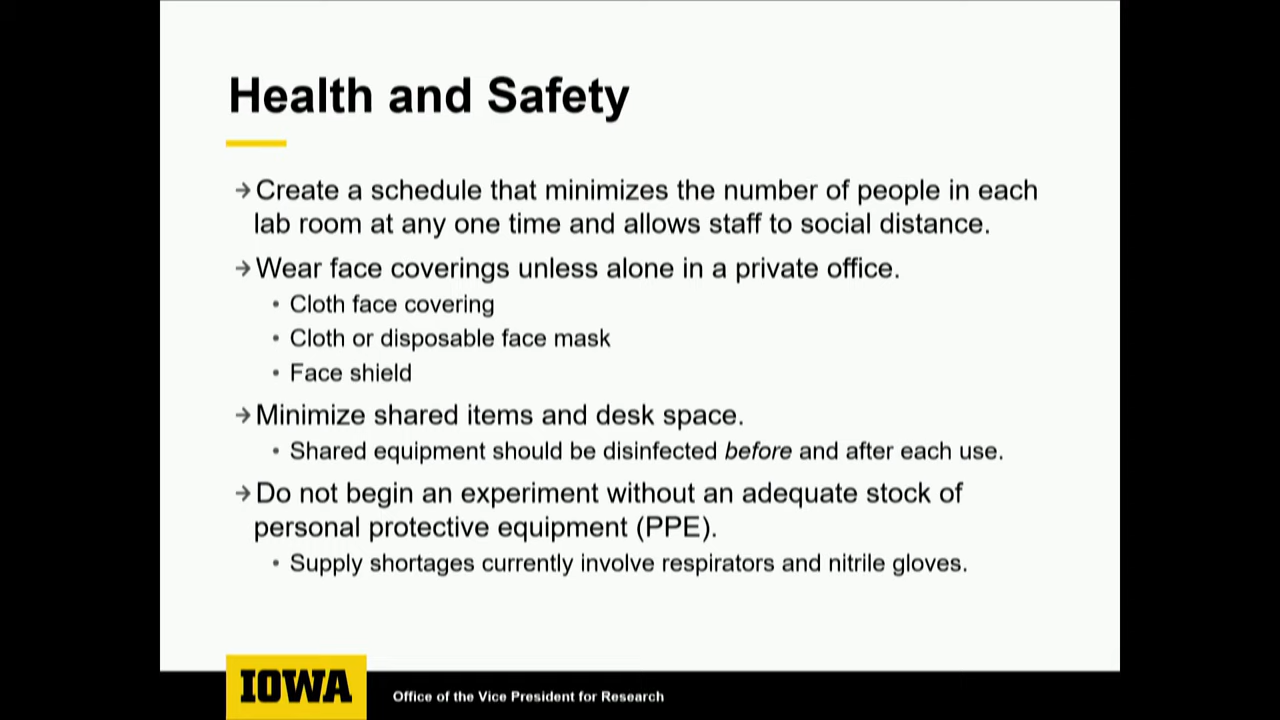 Health and Safety
→Create a schedule that minimizes the number of people in each
lab room at any one time and allows staff to social distance.
→Wear face coverings unless alone in a private office.
• Cloth face covering
• Cloth or disposable face mask
• Face shield
→Minimize shared items and desk space.
• Shared equipment should be disinfected before and after each use.
→Do not begin an experiment without an adequate stock of
personal protective equipment (PPE).
• Supply shortages currently involve respirators and nitrile gloves.
IOWA
Office of the Vice President for Research